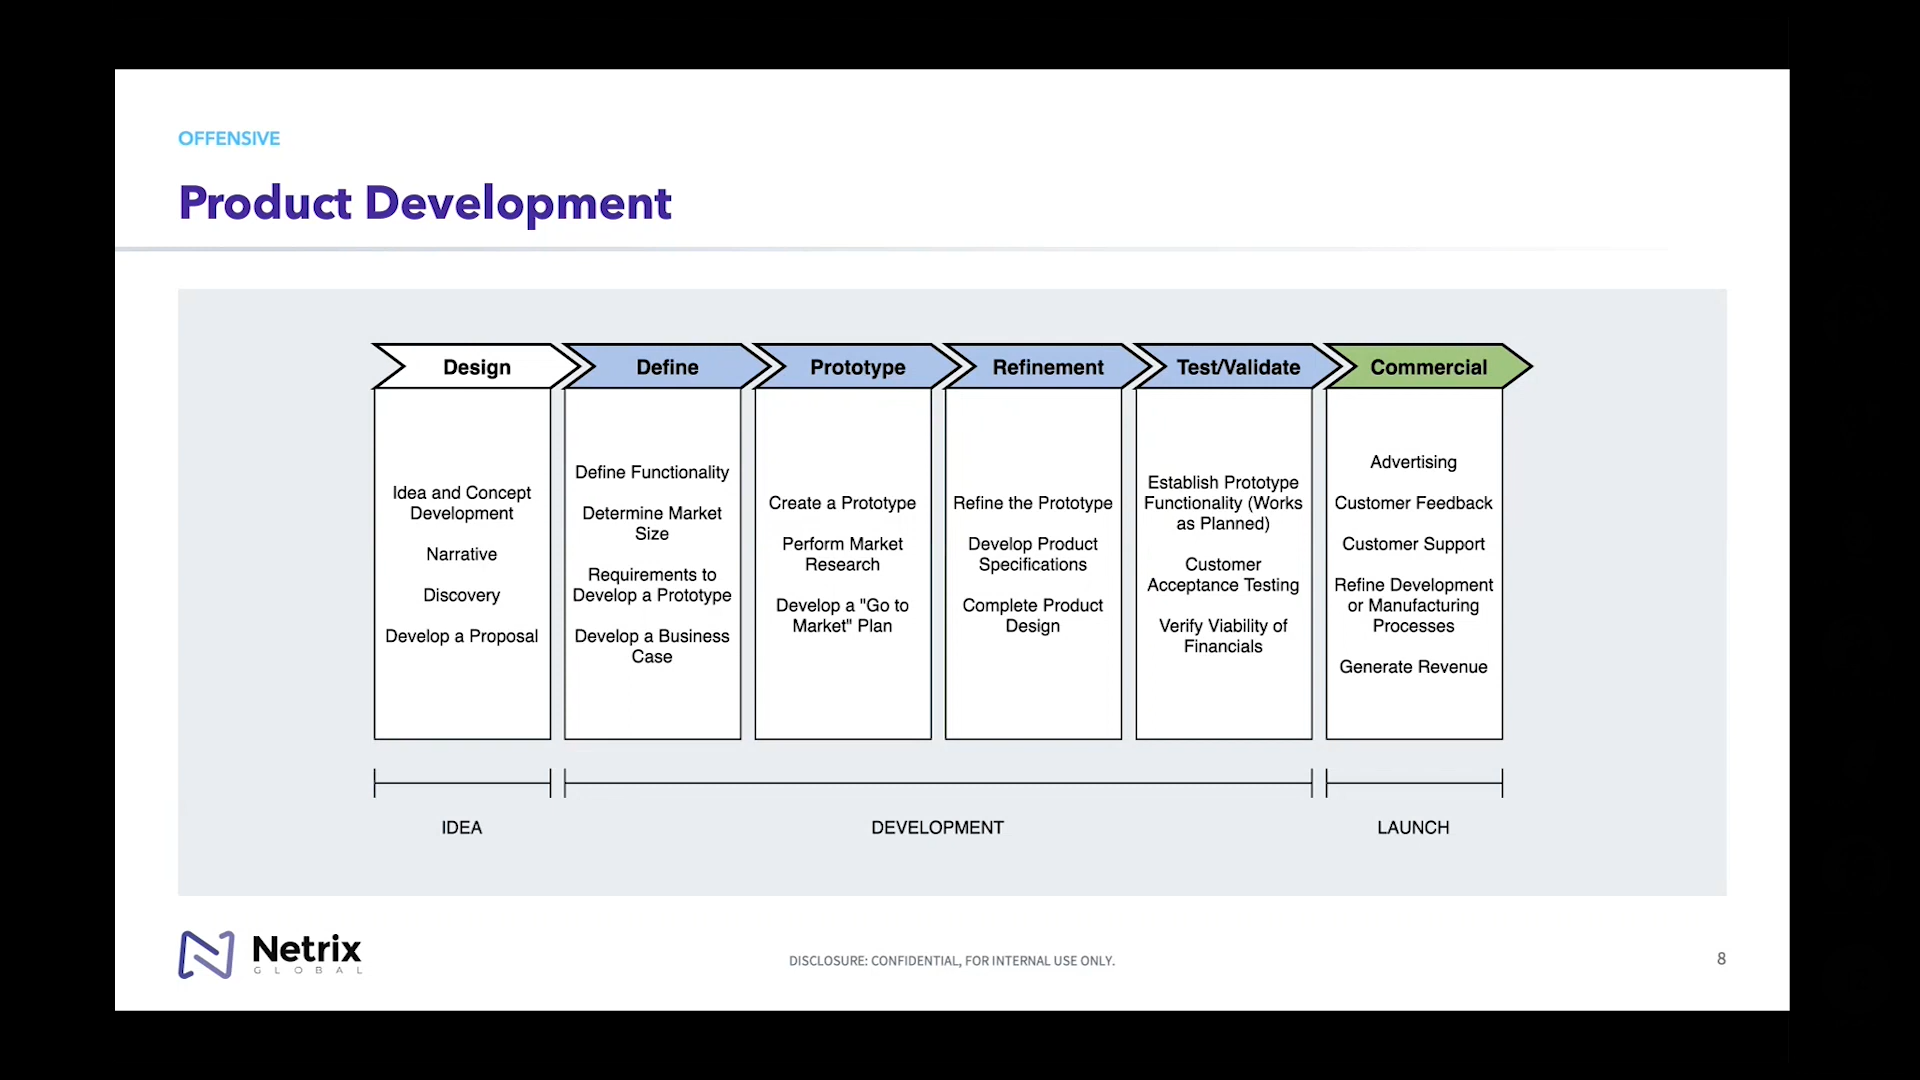 OFFENSIVE
Product Development
Design
Define
Prototype
Refinement
Test/Validate
Commercial
Idea and Concept
Development
Narrative
Discovery
Develop a Proposal
Define Functionality
Determine Market
Size
Requirements to
Develop a Prototype
Develop a Business
Case
Create a Prototype
Perform Market
Research
Develop a "Go to
Market" Plan
Refine the Prototype
Develop Product
Specifications
Complete Product
Design
Establish Prototype
Functionality (Works
as Planned)
Customer
Acceptance Testing
Verify Viability of
Financials
Advertising
Customer Feedback
Customer Support
Refine Development
or Manufacturing
Processes
Generate Revenue
IDEA
DEVELOPMENT
LAUNCH
Netrix
GLOBAL
DISCLOSURE: CONFIDENTIAL, FOR INTERNAL USE ONLY.
8